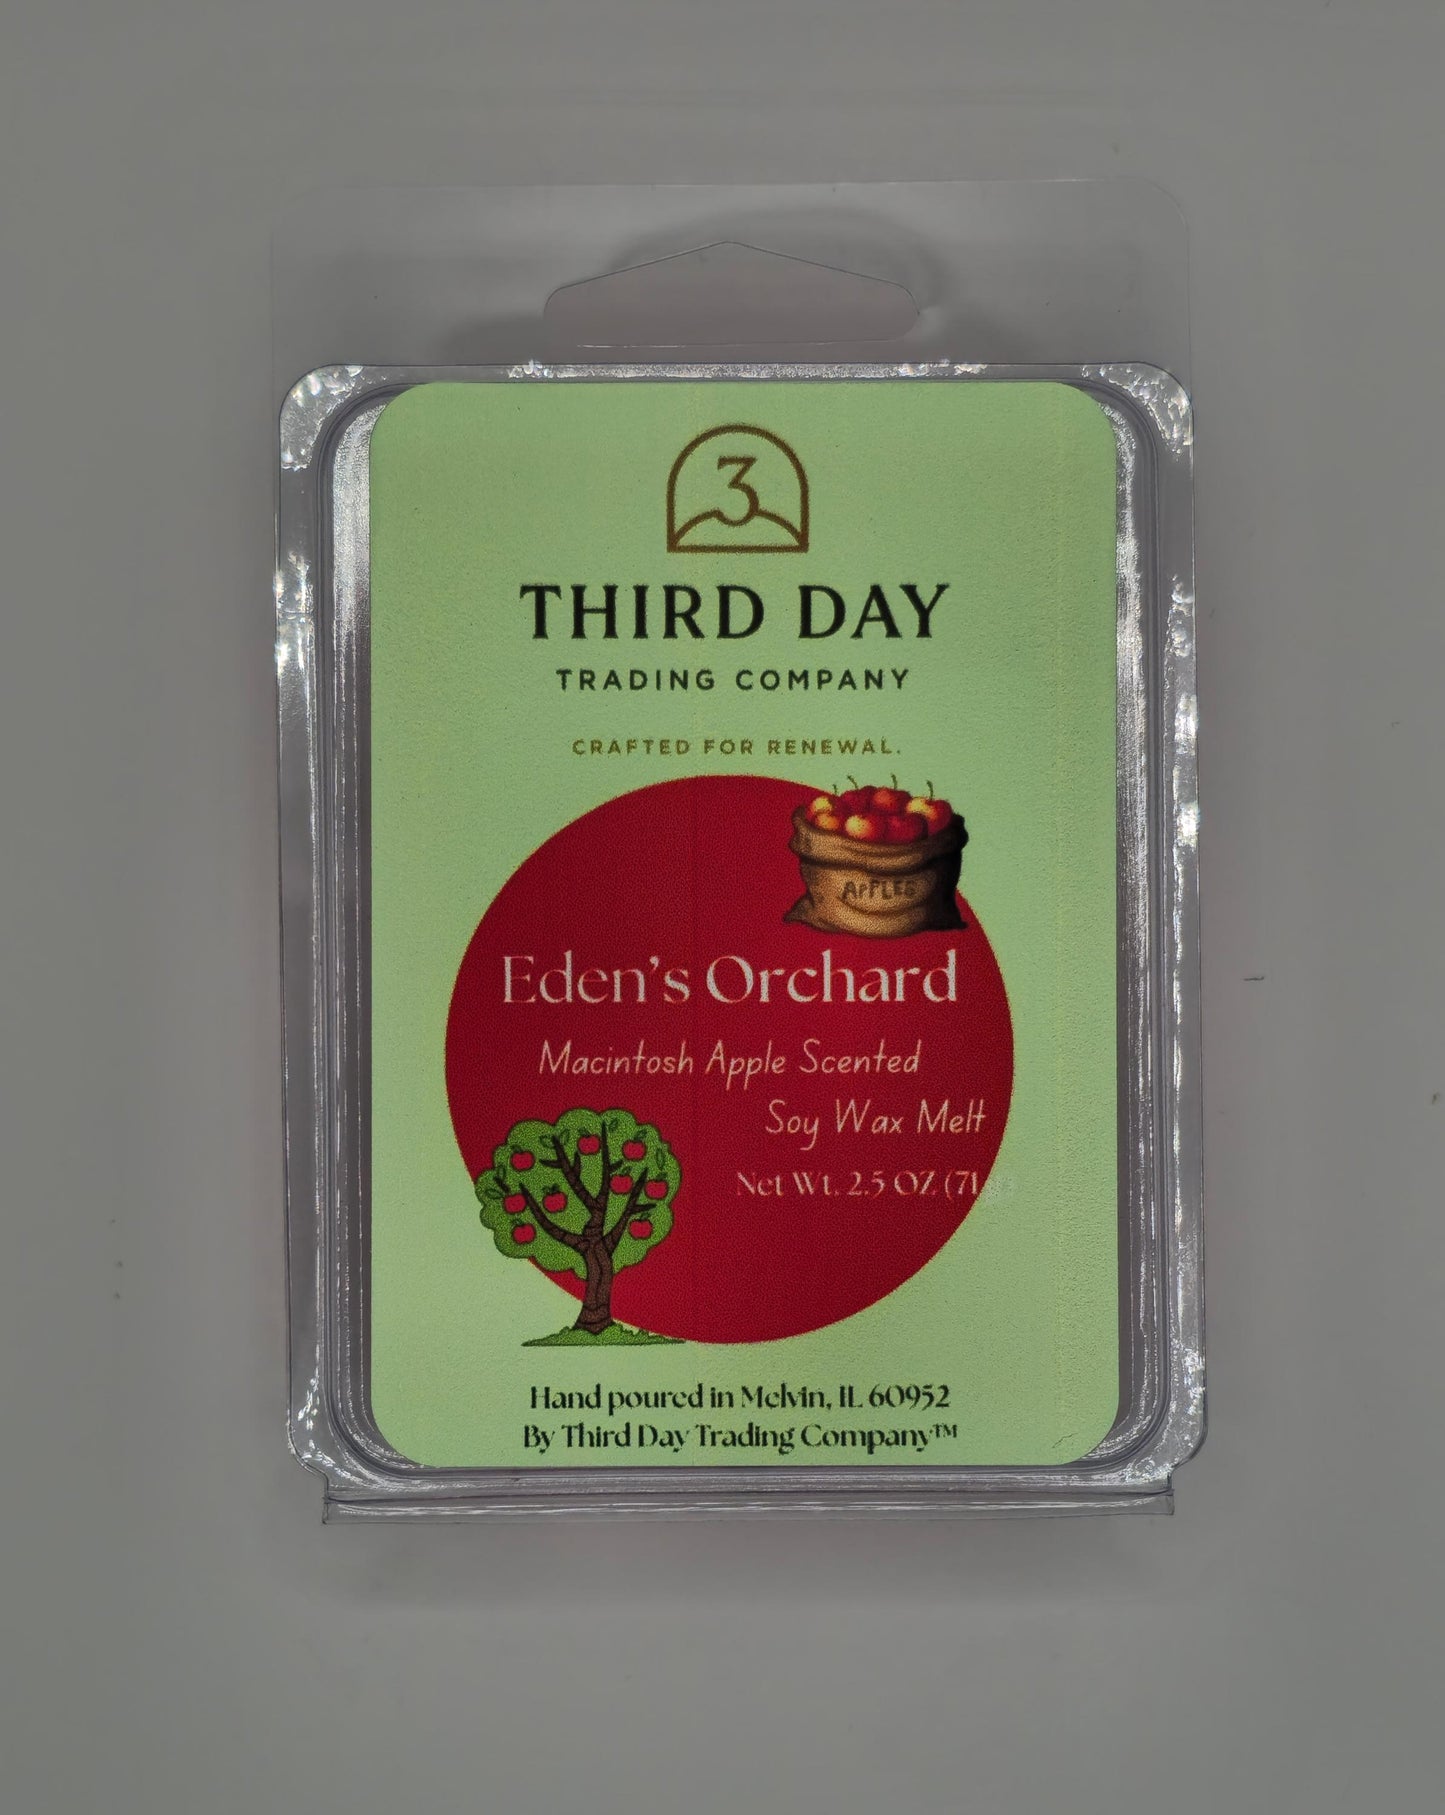 3
THIRD DAY
TRADING COMPANY
CRAFTED FOR RENEWAL.
APPLES
Eden's Orchard
Macintosh Apple Scented
Soy Wax Melt
Net Wt. 2.5 OZ (71
Hand poured in Melvin, IL 60952
By Third Day Trading Company™